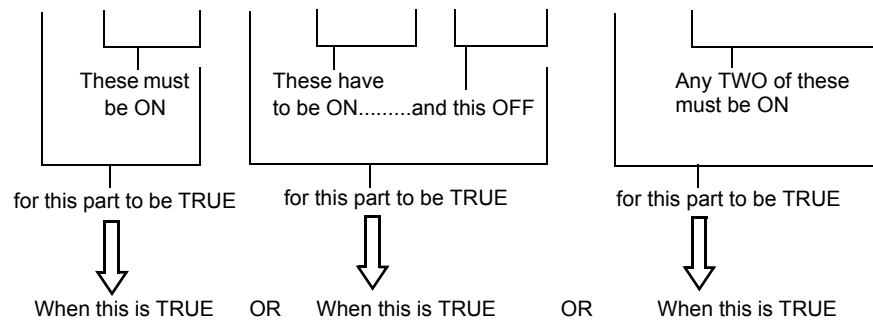 These must
be ON
These have
to be ON.........and this OFF
Any TWO of these
must be ON
for this part to be TRUE
for this part to be TRUE
for this part to be TRUE
When this is TRUE OR When this is TRUE OR When this is TRUE